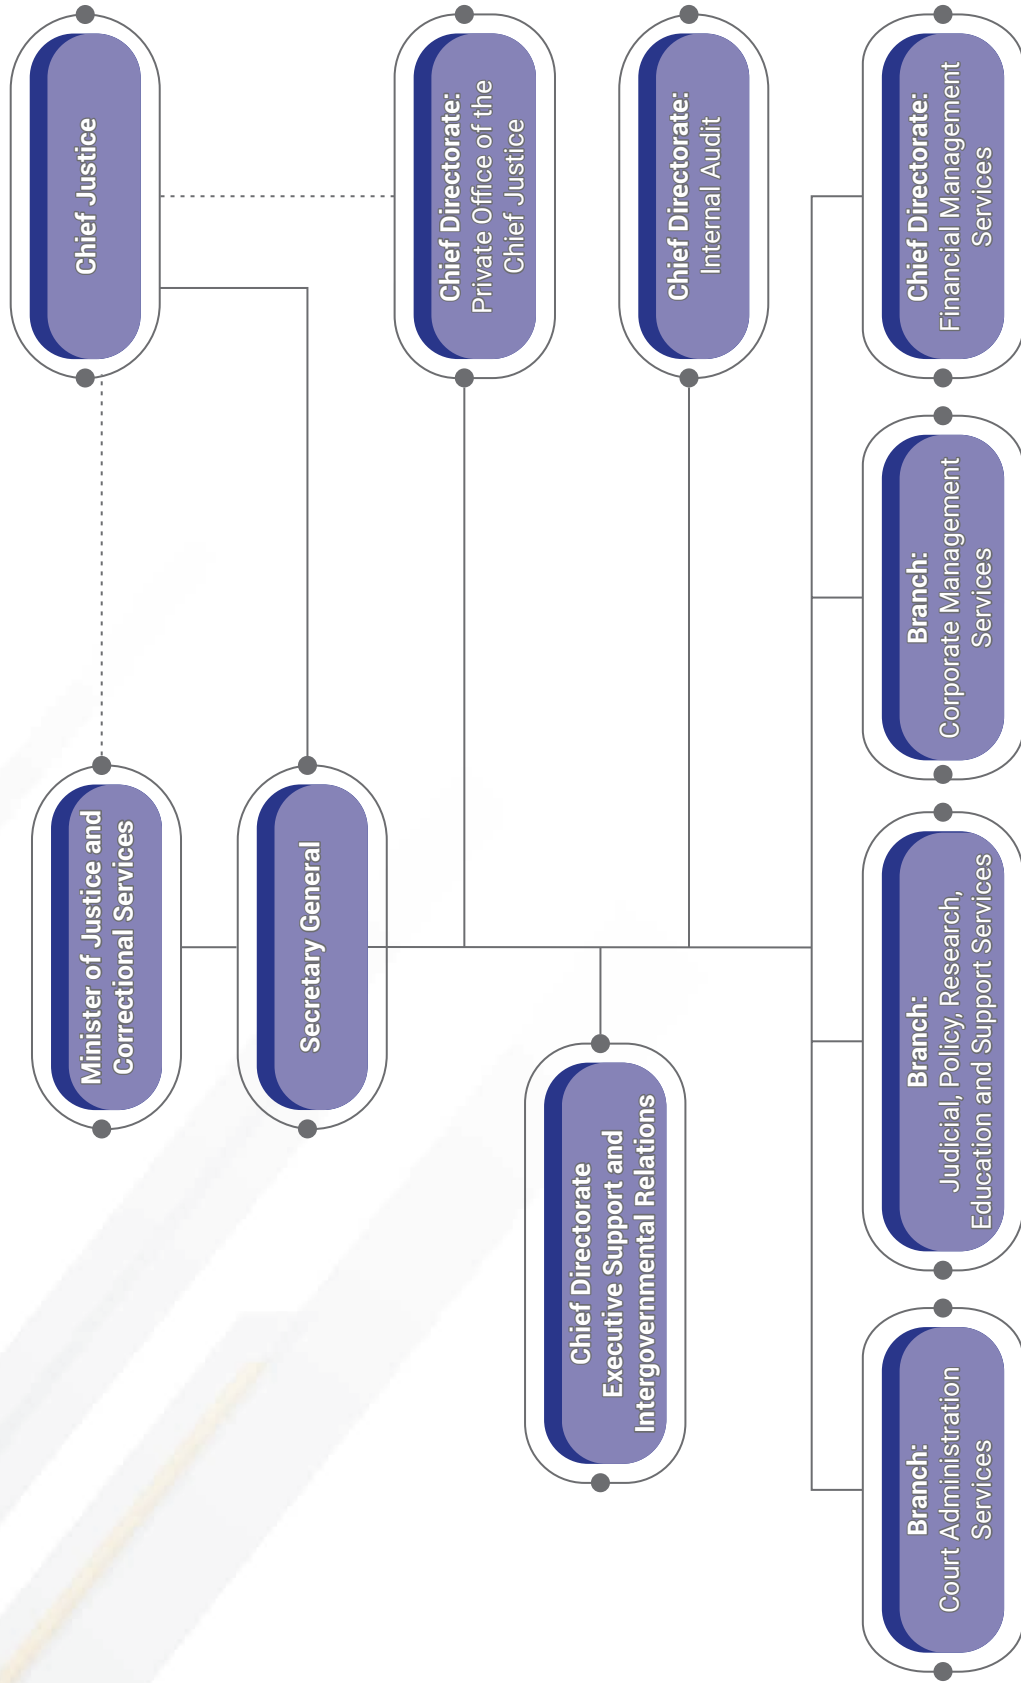 Minister of Justice and
Correctional Services
Chief Justice
Secretary General
Chief Directorate:
Private Office of the
Chief Justice
Chief Directorate
Executive Support and
Intergovernmental Relations
Chief Directorate:
Internal Audit
Branch:
Court Administration
Services
Branch:
Judicial, Policy, Research,
Education and Support Services
Branch:
Corporate Management
Services
Chief Directorate:
Financial Management
Services